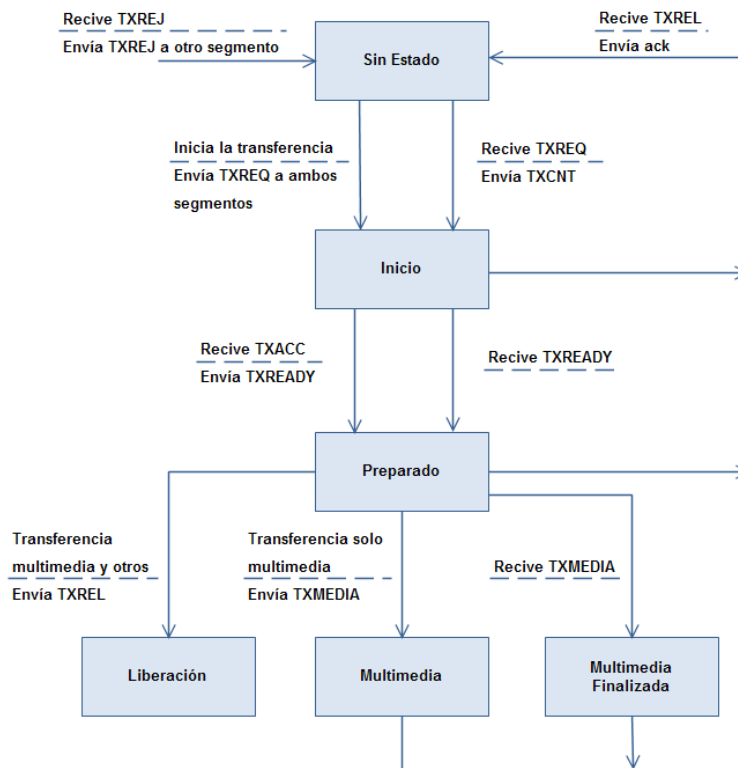 Recive TXREJ
Envía TXREJ a otro segmento
Sin Estado
Recive TXREL
Envía ack
Inicia la transferencia
Envía TXREQ a ambos
segmentos
Recive TXREQ
Envía TXCNT
Inicio
Recive TXACC
Envía TXREADY
Recive TXREADY
Preparado
Transferencia
multimedia y otros
Envía TXREL
Transferencia solo
multimedia
Envía TXMEDIA
Recive TXMEDIA
Liberación
Multimedia
Multimedia
Finalizada